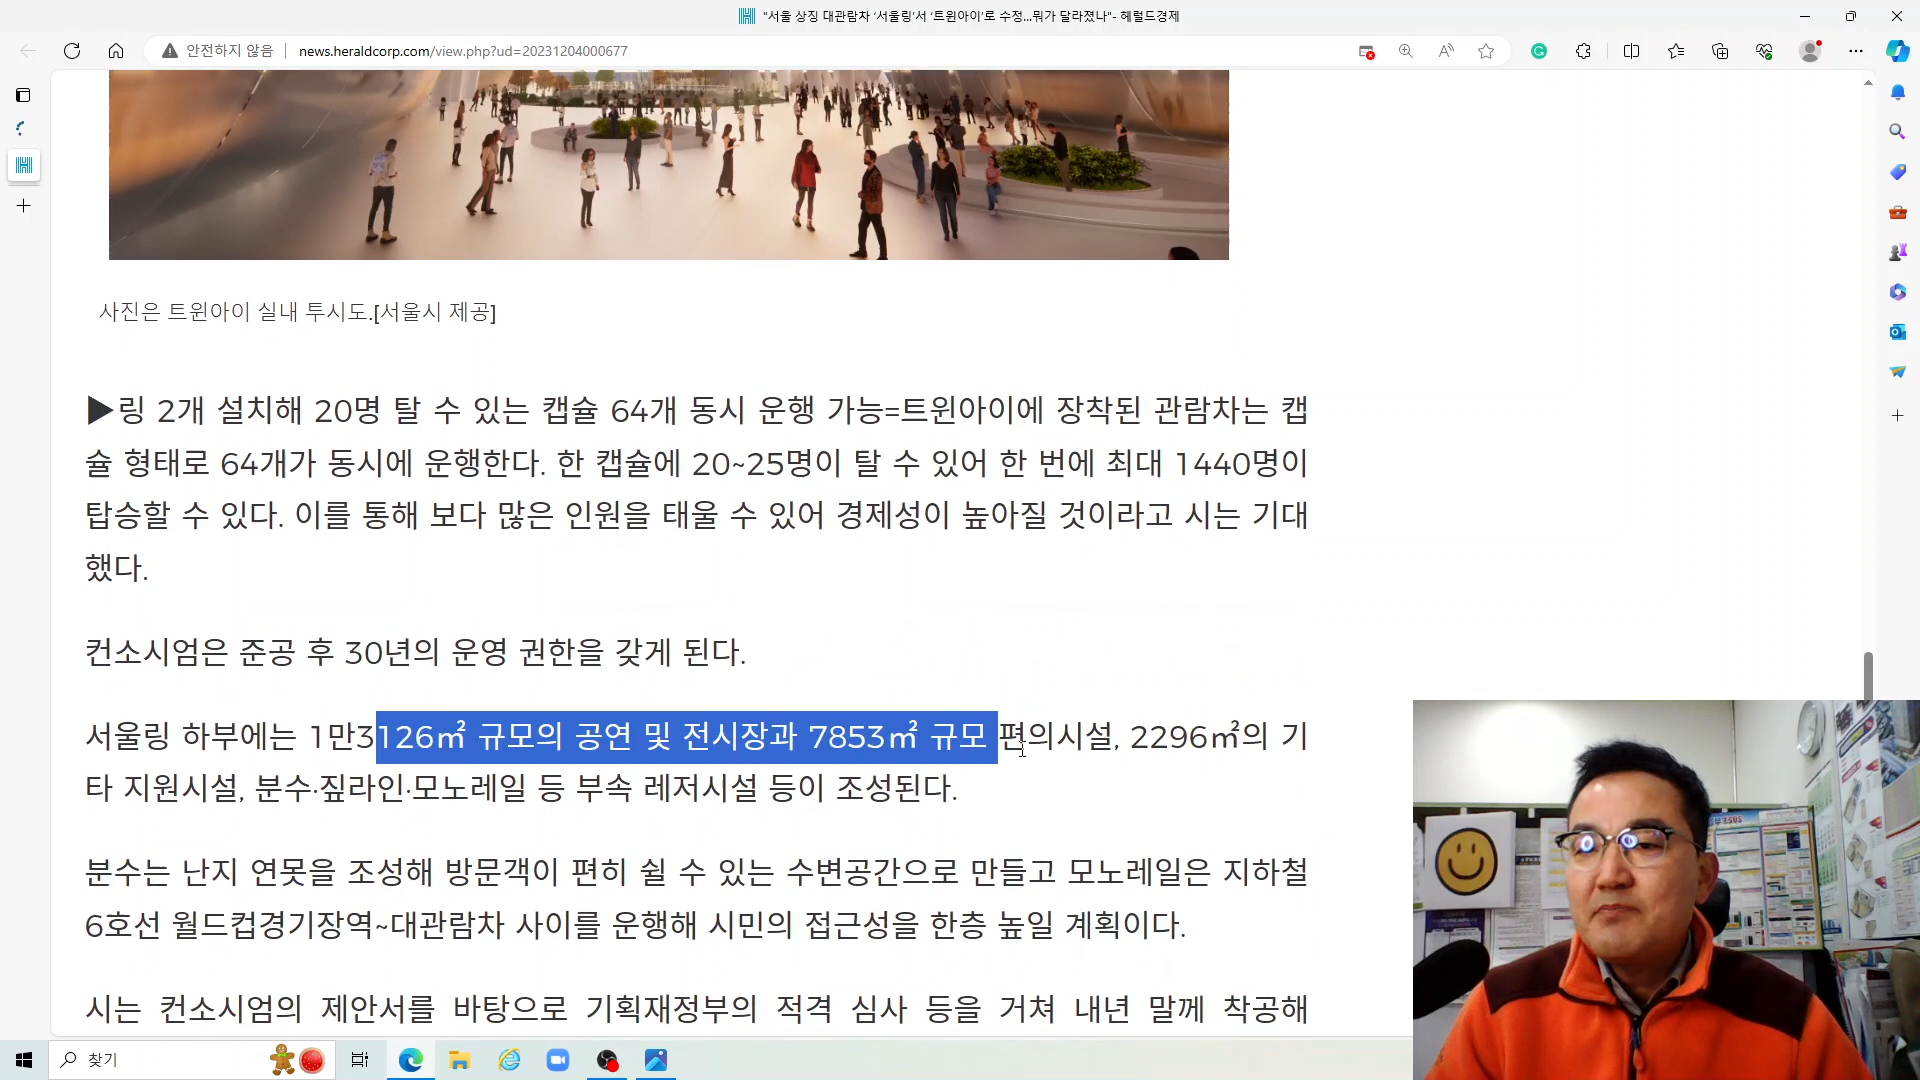 "서울 상징 대관람차 ‘서울링’서 ‘트윈아이’로 수정...뭐가 달라졌나"- 헤럴드경제
안전하지 않음
news.heraldcorp.com/view.php?ud=20231204000677
사진은 트윈아이 실내 투시도.[서울시 제공]
▶링 2개 설치해 20명 탈 수 있는 캡슐 64개 동시 운행 가능=트윈아이에 장착된 관람차는 캡
슐 형태로 64개가 동시에 운행한다. 한 캡슐에 20~25명이 탈 수 있어 한 번에 최대 1440명이
탑승할 수 있다. 이를 통해 보다 많은 인원을 태울 수 있어 경제성이 높아질 것이라고 시는 기대
했다.
컨소시엄은 준공 후 30년의 운영 권한을 갖게 된다.
서울링 하부에는 1만3126㎡ 규모의 공연 및 전시장과 7853㎡ 규모 편의시설, 2296㎡의 기
타 지원시설, 분수·짚라인·모노레일 등 부속 레저시설 등이 조성된다.
분수는 난지 연못을 조성해 방문객이 편히 쉴 수 있는 수변공간으로 만들고 모노레일은 지하철
6호선 월드컵경기장역~대관람차 사이를 운행해 시민의 접근성을 한층 높일 계획이다.
시는 컨소시엄의 제안서를 바탕으로 기획재정부의 적격 심사 등을 거쳐 내년 말께 착공해
찾기